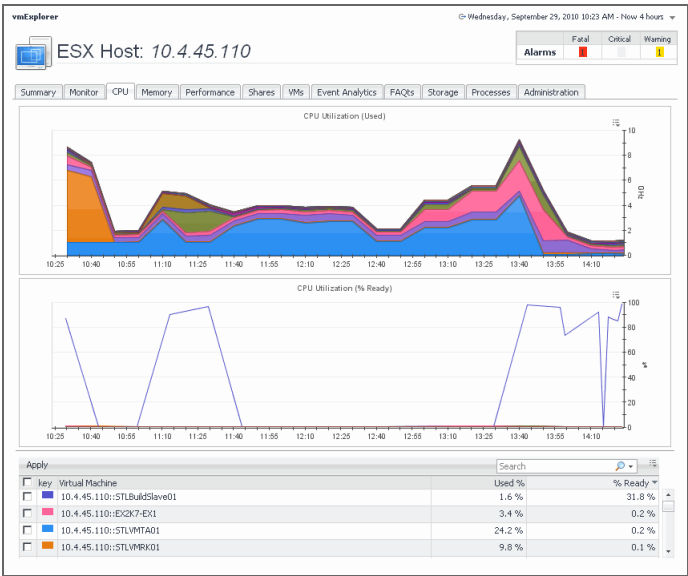 vmExplorer
Wednesday, September 29, 2010 10:23 AM - Now 4 hours
ESX Host: 10.4.45.110
Fatal Critical Warning
Alarms 1 1
Summary Monitor CPU Memory Performance Shares VMs Event Analytics FAQts Storage Processes Administration
CPU Utilization (Used)
10
8
6
4
2
0
GHz
10:25 10:40 10:55 11:10 11:25 11:40 11:55 12:10 12:25 12:40 12:55 13:10 13:25 13:40 13:55 14:10
CPU Utilization (% Ready)
100
80
60
40
20
0
%
10:25 10:40 10:55 11:10 11:25 11:40 11:55 12:10 12:25 12:40 12:55 13:10 13:25 13:40 13:55 14:10
Apply Search
key Virtual Machine Used % % Ready
10.4.45.110::STLBuildSlave01 1.6 % 31.8 %
10.4.45.110::EX2K7-EX1 3.4 % 0.2 %
10.4.45.110::STLVMTA01 24.2 % 0.2 %
10.4.45.110::STLVMRK01 9.8 % 0.1 %